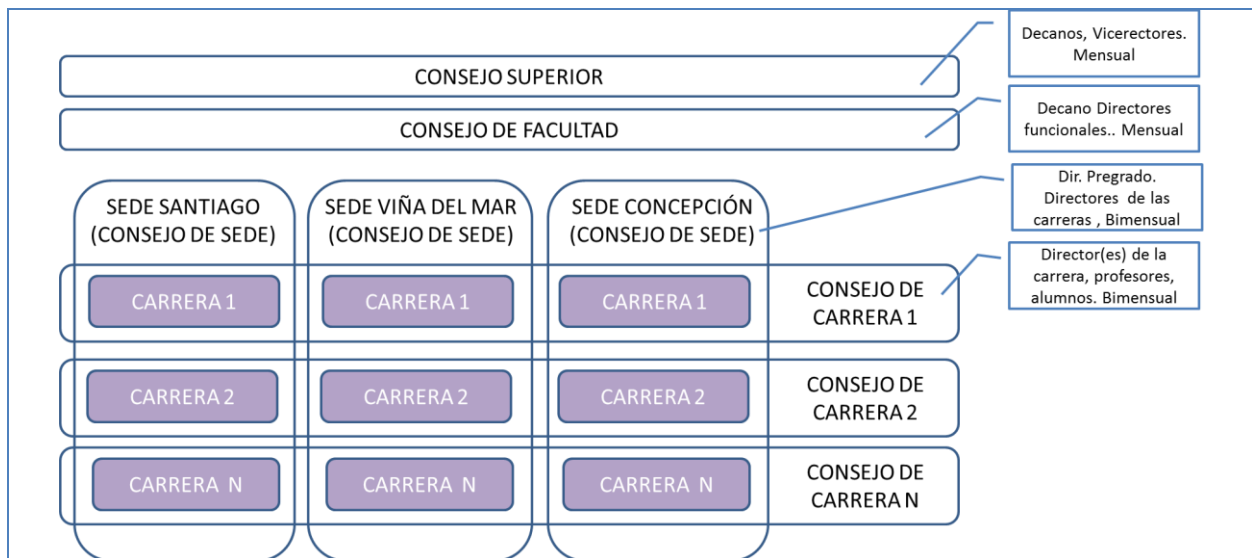 CONSEJO SUPERIOR
Decanos, Vicerectores.
Mensual
CONSEJO DE FACULTAD
Decano Directores
funcionales.. Mensual
SEDE SANTIAGO
(CONSEJO DE SEDE)
SEDE VIÑA DEL MAR
(CONSEJO DE SEDE)
SEDE CONCEPCIÓN
(CONSEJO DE SEDE)
Dir. Pregrado.
Directores de las
carreras , Bimensual
CARRERA 1
CARRERA 1
CARRERA 1
CONSEJO DE
CARRERA 1
Director(es) de la
carrera, profesores,
alumnos. Bimensual
CARRERA 2
CARRERA 2
CARRERA 2
CONSEJO DE
CARRERA 2
CARRERA N
CARRERA N
CARRERA N
CONSEJO DE
CARRERA N